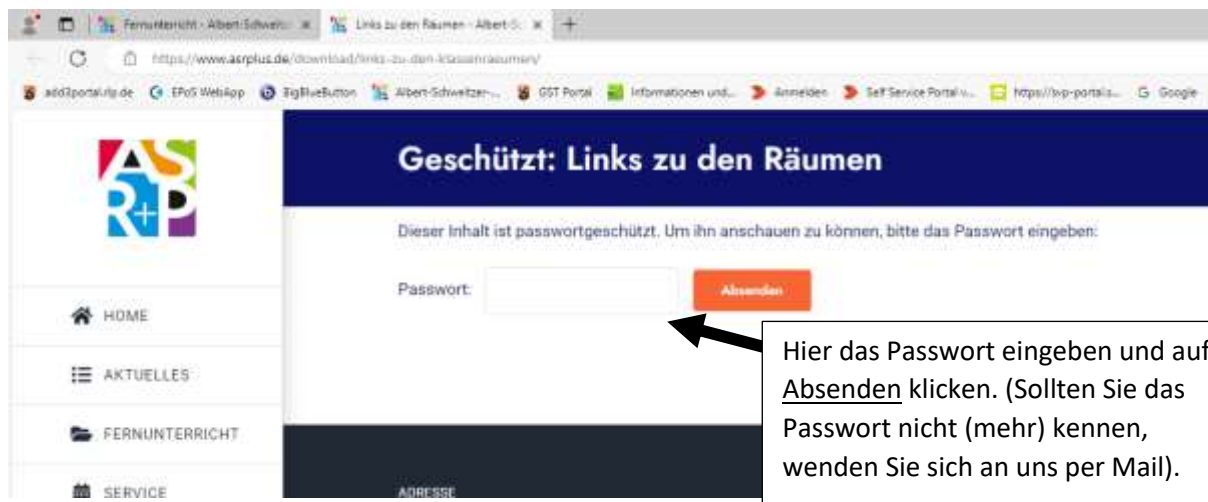 Fernunterricht - Albert-Schweit
Links zu den Räumen - Albert-Sc
https://www.asrplus.de/download/links-zu-den-klassenraeumen/
BigBlueButton
Albert-Schweitzer-...
GST Portal
Informationen und...
Anmelden
Self Service Portal v...
Google
ASR+P
Geschützt: Links zu den Räumen
Dieser Inhalt ist passwortgeschützt. Um ihn anschauen zu können, bitte das Passwort eingeben:
Passwort:
Absenden
HOME
AKTUELLES
FERNUNTERRICHT
SERVICE
ADRESSE
Hier das Passwort eingeben und auf
Absenden klicken. (Sollten Sie das
Passwort nicht (mehr) kennen,
wenden Sie sich an uns per Mail).